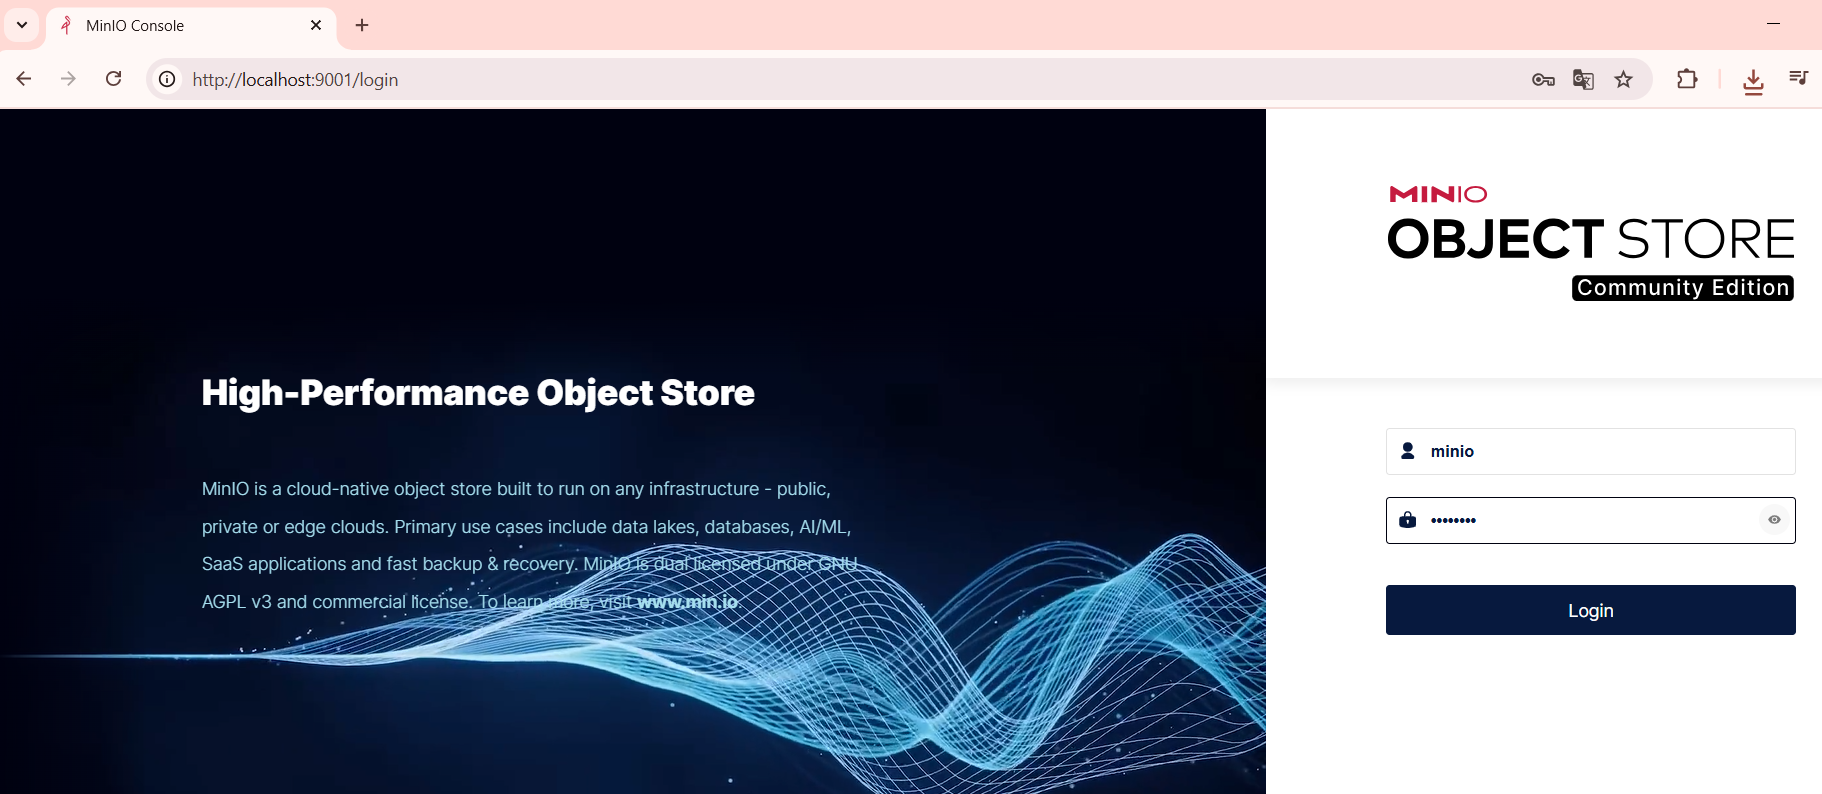 MinIO Console
http://localhost:9001/login
MINIO
OBJECT STORE
Community Edition
High-Performance Object Store
MinIO is a cloud-native object store built to run on any infrastructure - public,
private or edge clouds. Primary use cases include data lakes, databases, AI/ML,
SaaS applications and fast backup & recovery. MinIO is dual licensed under GNU
AGPL v3 and commercial license. To learn more, visit www.min.io.
minio
••••••••
Login